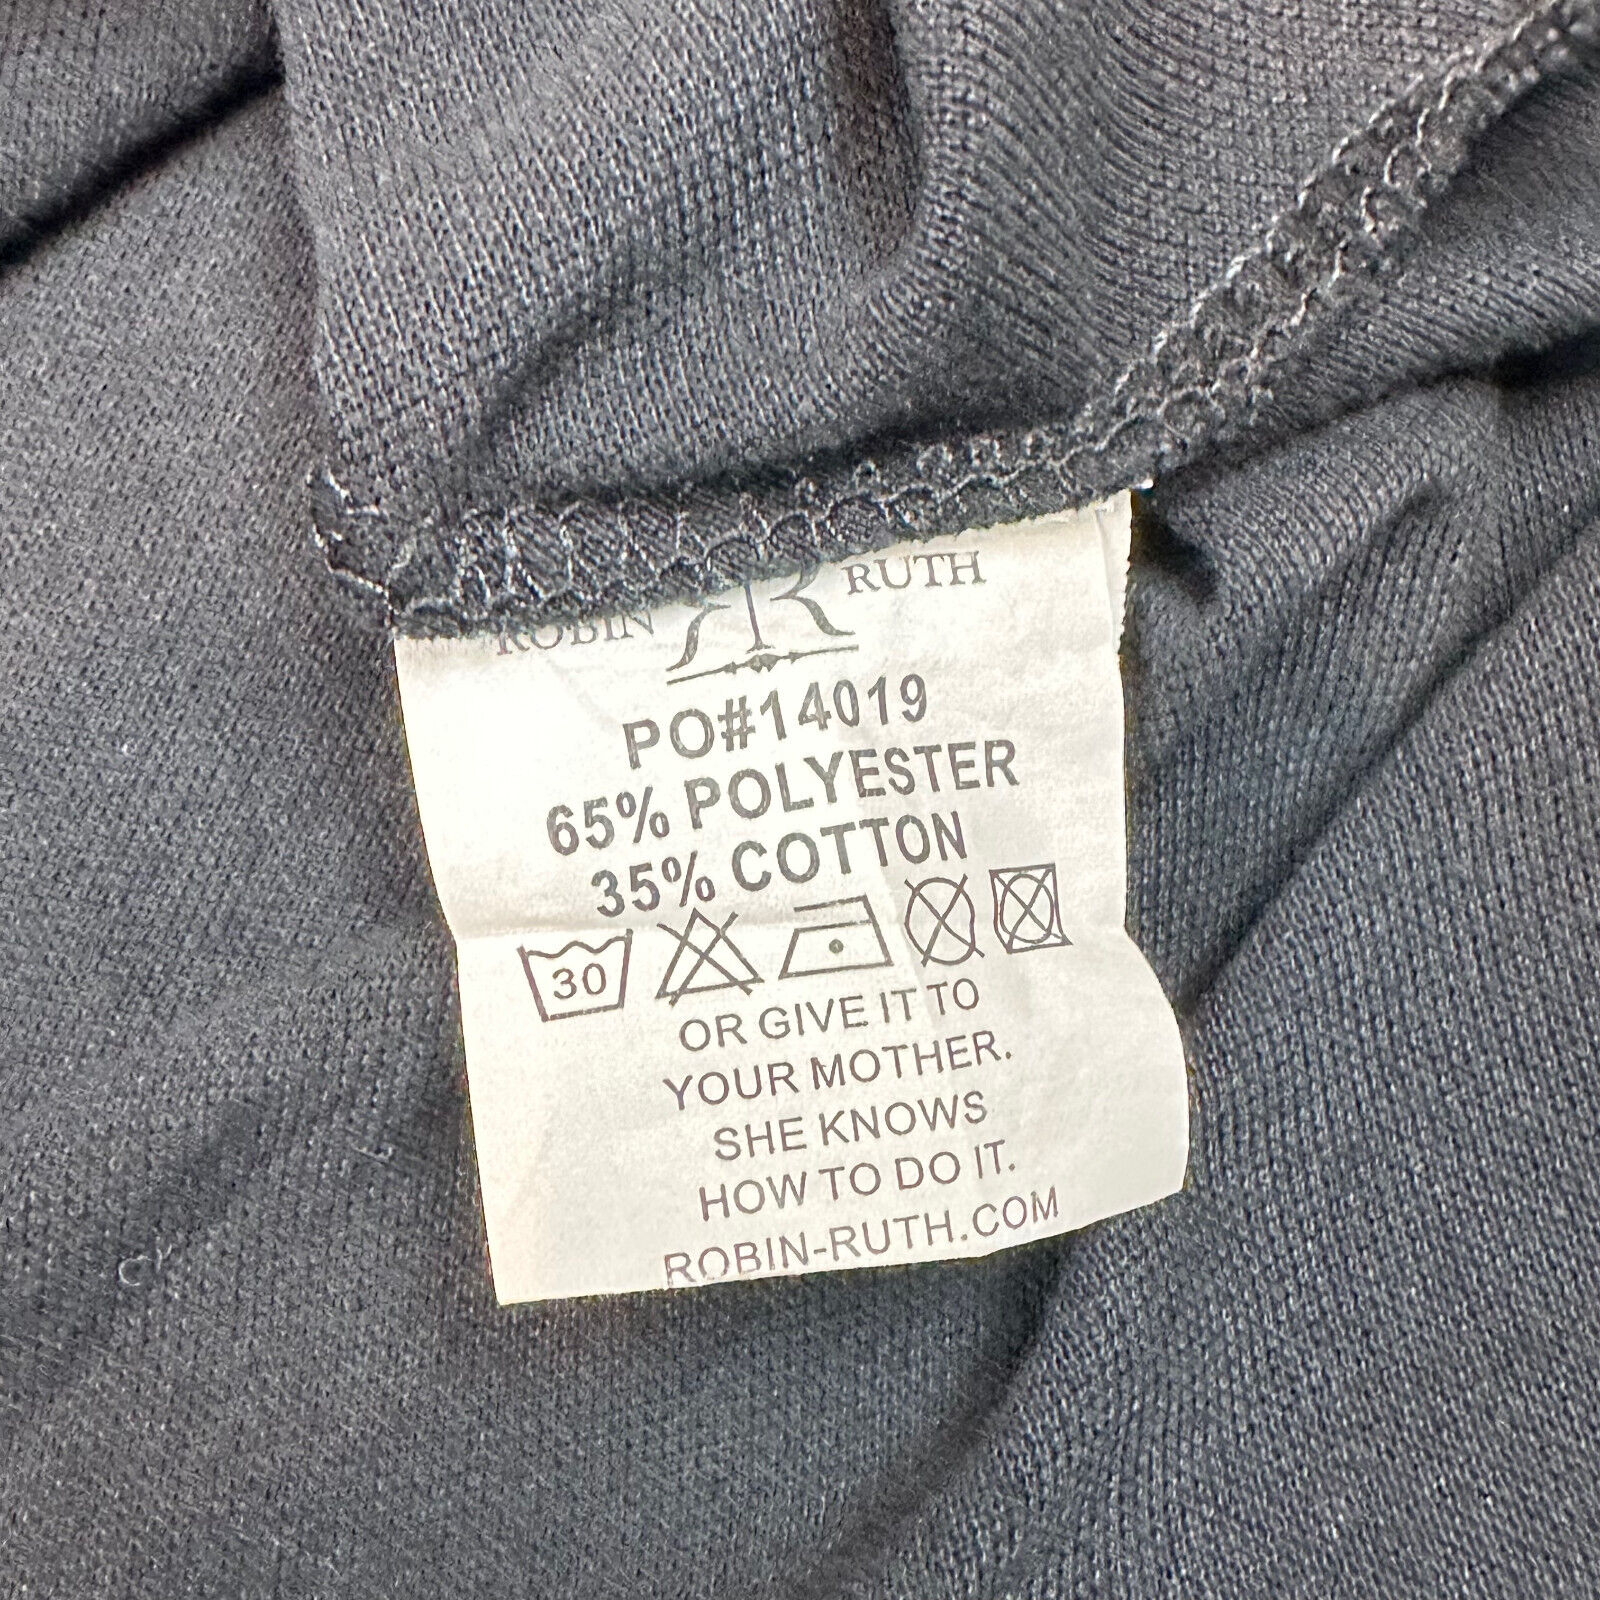 ROBIN RR RUTH
PO#14019
65% POLYESTER
35% COTTON
30
OR GIVE IT TO
YOUR MOTHER.
SHE KNOWS
HOW TO DO IT.
ROBIN-RUTH.COM